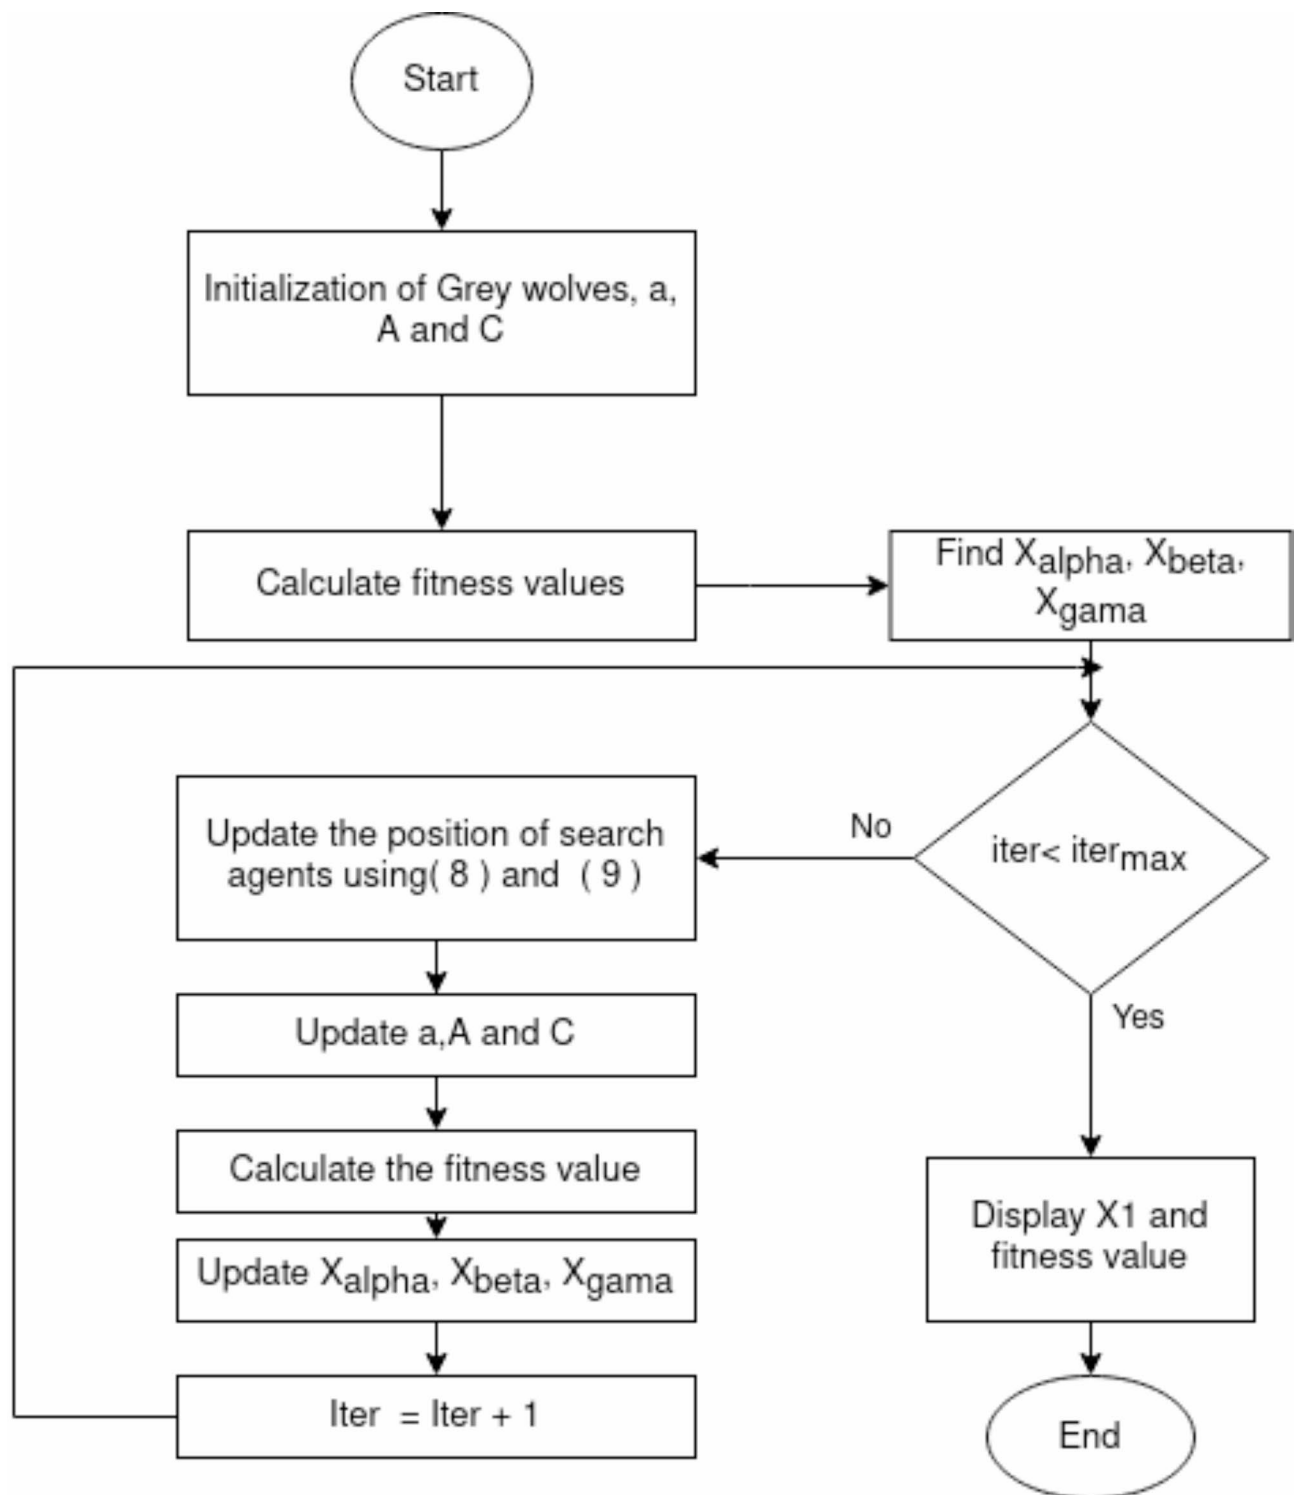 Start
Initialization of Grey wolves, a,
A and C
Calculate fitness values
Find Xalpha, Xbeta,
Xgama
iter< itermax
No
Yes
Update the position of search
agents using( 8 ) and ( 9 )
Update a,A and C
Calculate the fitness value
Update Xalpha, Xbeta, Xgama
Iter = Iter + 1
Display X1 and
fitness value
End